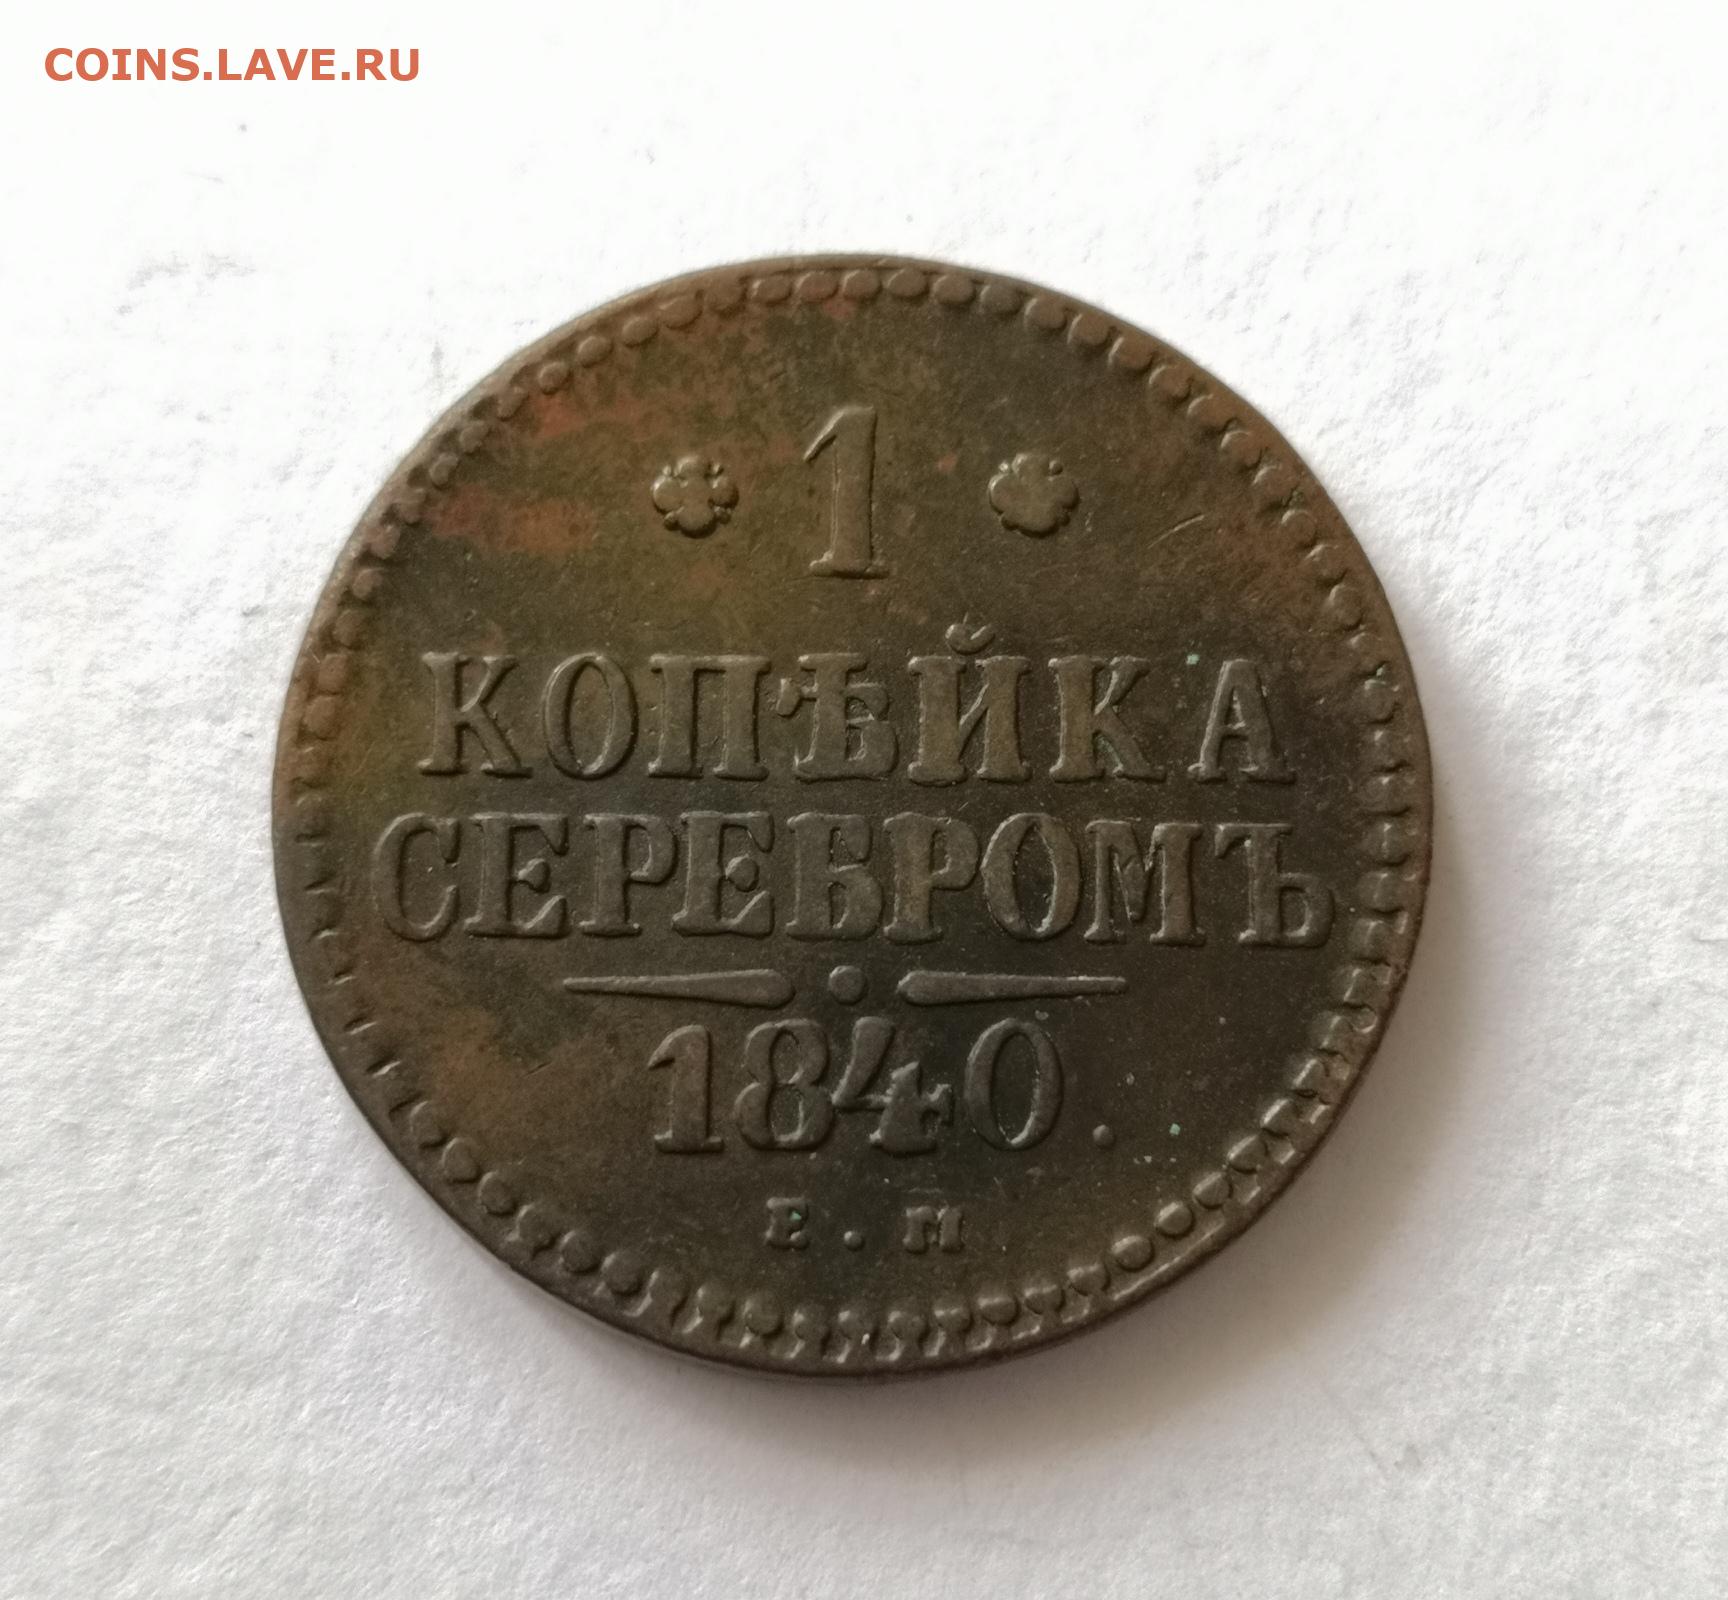 COINS.LAVE.RU
1
КОПѢЙКА
СЕРЕБРОМЪ
1840.
Е.М